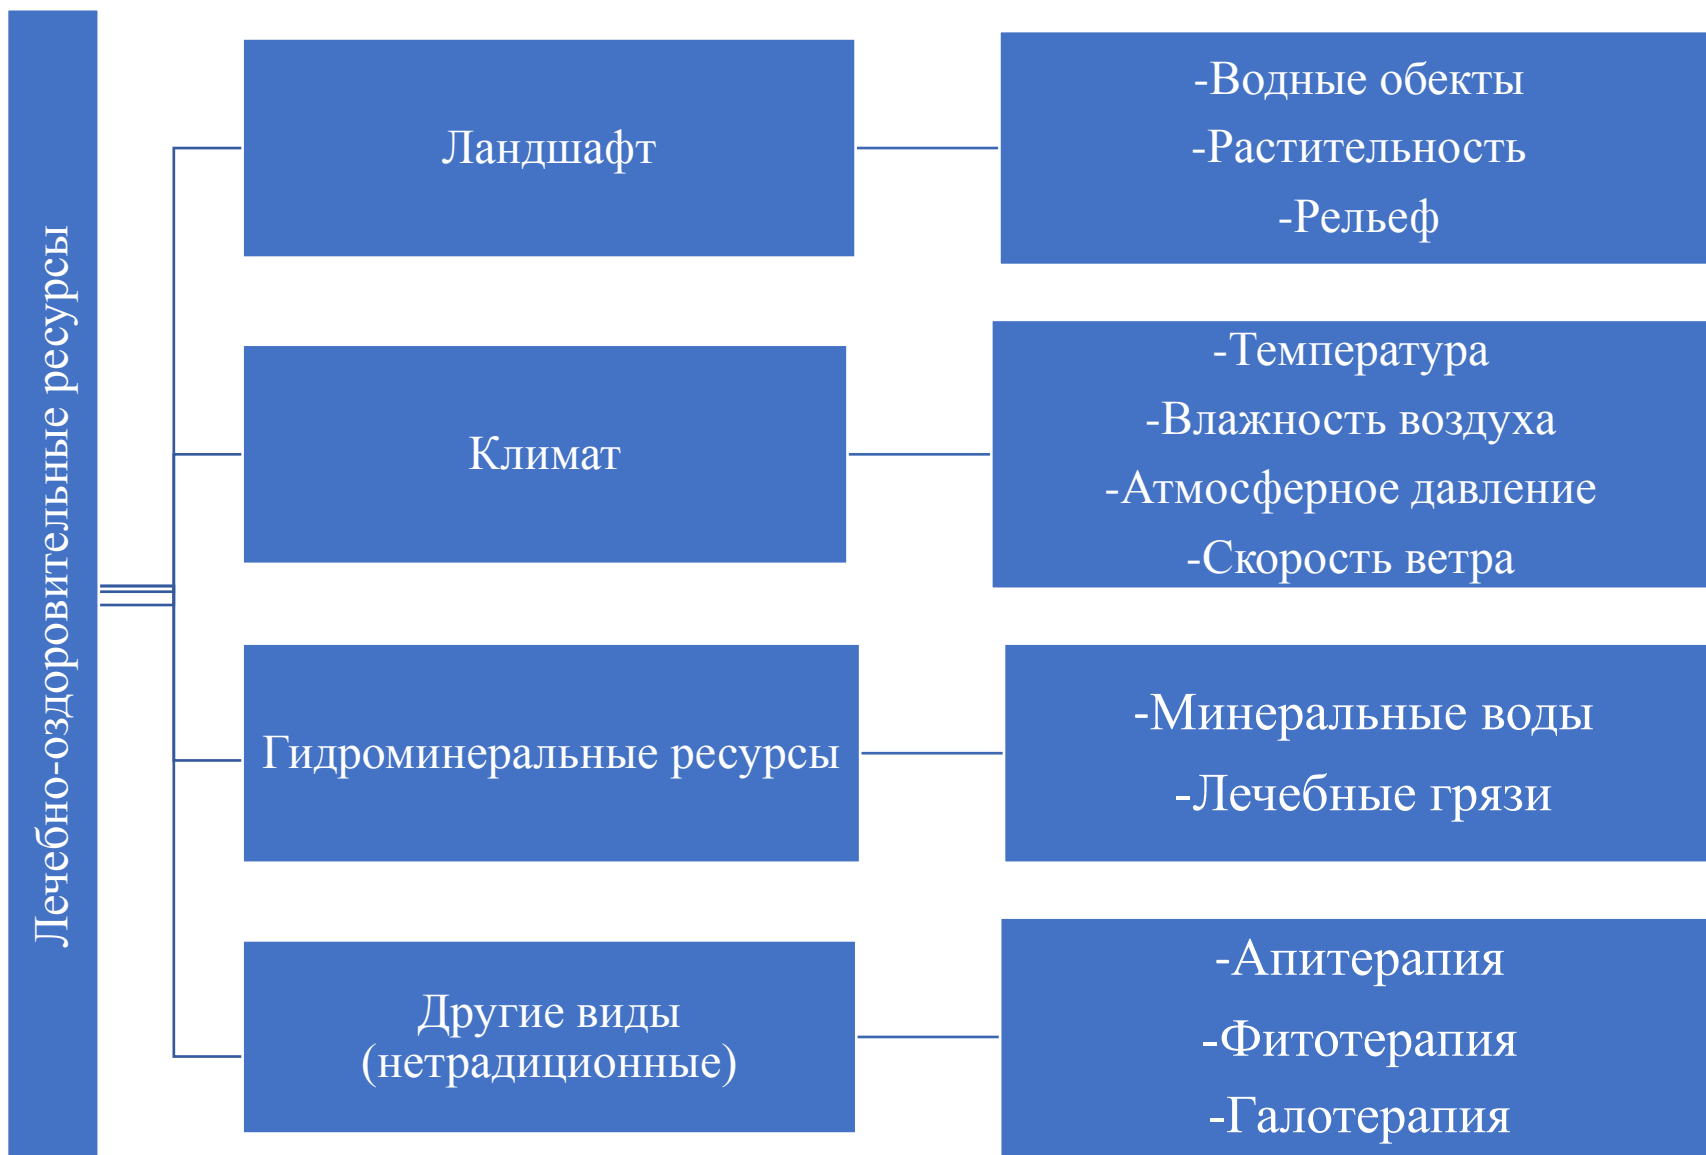 Лечебно-оздоровительные ресурсы
Ландшафт
-Водные обекты
-Растительность
-Рельеф
Климат
-Температура
-Влажность воздуха
-Атмосферное давление
-Скорость ветра
Гидроминеральные ресурсы
-Минеральные воды
-Лечебные грязи
Другие виды
(нетрадиционные)
-Апитерапия
-Фитотерапия
-Галотерапия